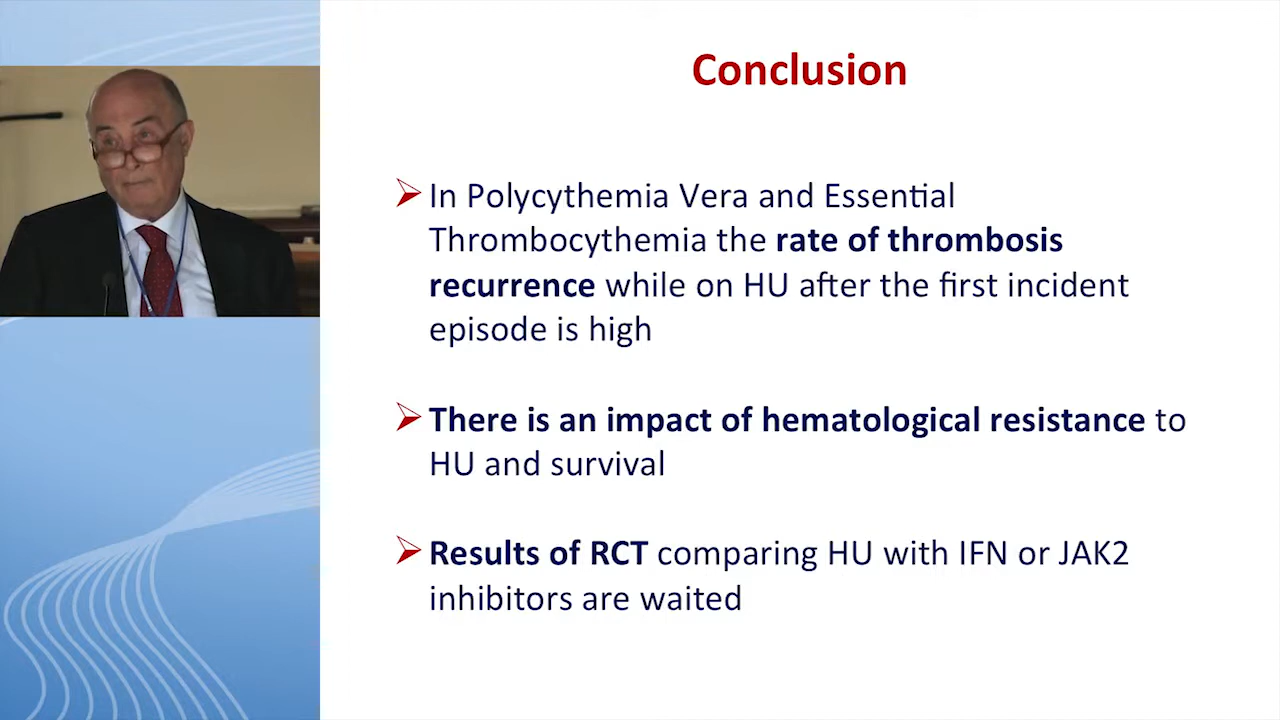 Conclusion
In Polycythemia Vera and Essential
Thrombocythemia the rate of thrombosis
recurrence while on HU after the first incident
episode is high
There is an impact of hematological resistance to
HU and survival
Results of RCT comparing HU with IFN or JAK2
inhibitors are waited